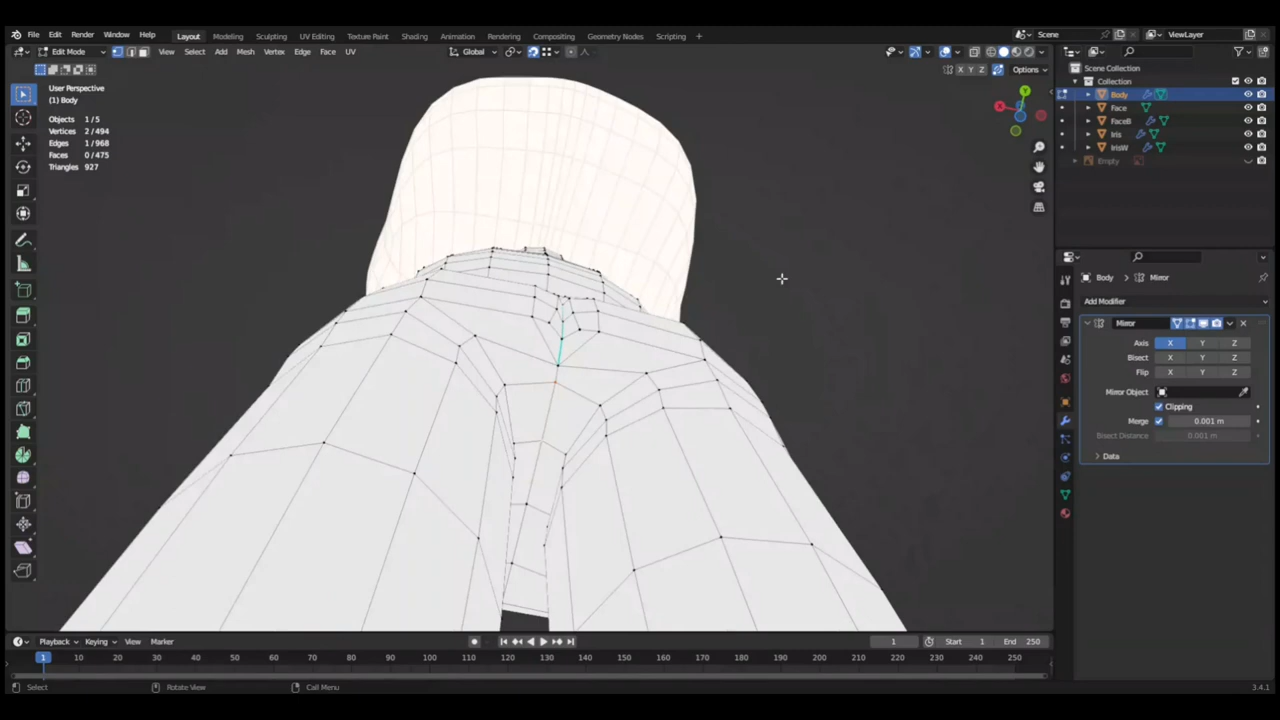 File Edit Render Window Help Layout Modeling Sculpting UV Editing Texture Paint Shading Animation Rendering Compositing Geometry Nodes Scripting + Scene ViewLayer
Edit Mode View Select Add Mesh Vertex Edge Face UV Global
X Y Z Options
User Perspective
(1) Body
Objects 1/5
Vertices 2/494
Edges 1/968
Faces 0/475
Triangles 927
Y
X
Scene Collection
Collection
Body
Face
FaceB
Iris
IrisW
Empty
Body > Mirror
Add Modifier
Mirror
Axis X Y Z
Bisect X Y Z
Flip X Y Z
Mirror Object
Clipping
Merge 0.001 m
Bisect Distance 0.001 m
Data
Playback Keying View Marker 1 Start 1 End 250
1 10 20 30 40 50 60 70 80 90 100 110 120 130 140 150 160 170 180 190 200 210 220 230 240 250
Select Rotate View Call Menu 3.4.1